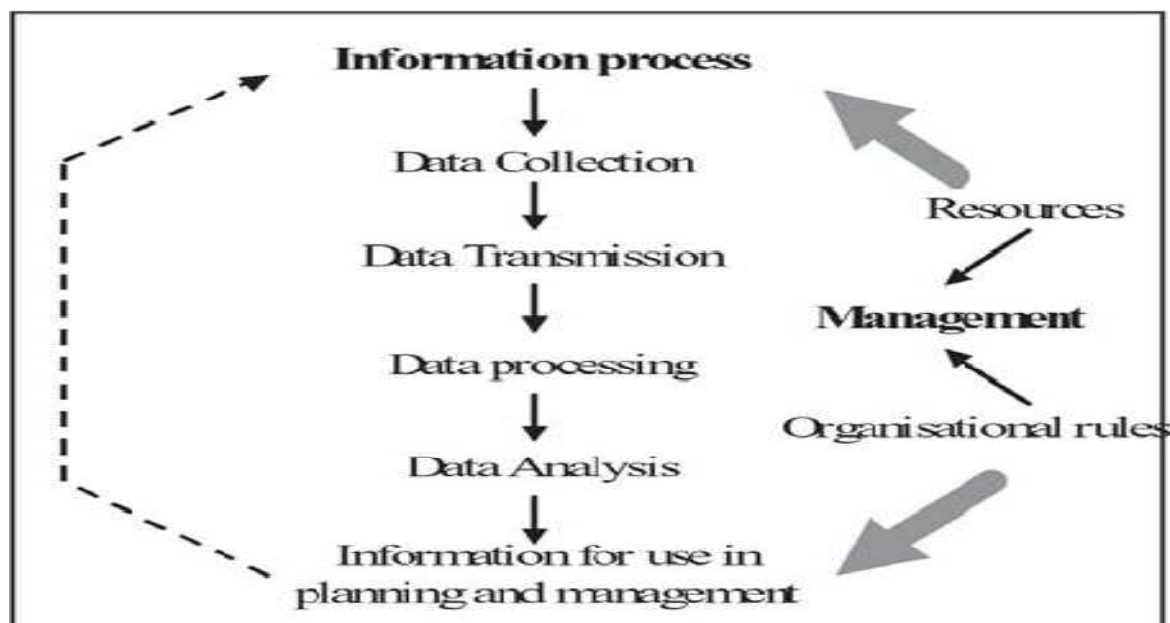 Information process
Data Collection
Data Transmission
Resources
Management
Data processing
Organisational rules
Data Analysis
Information for use in
planning and management